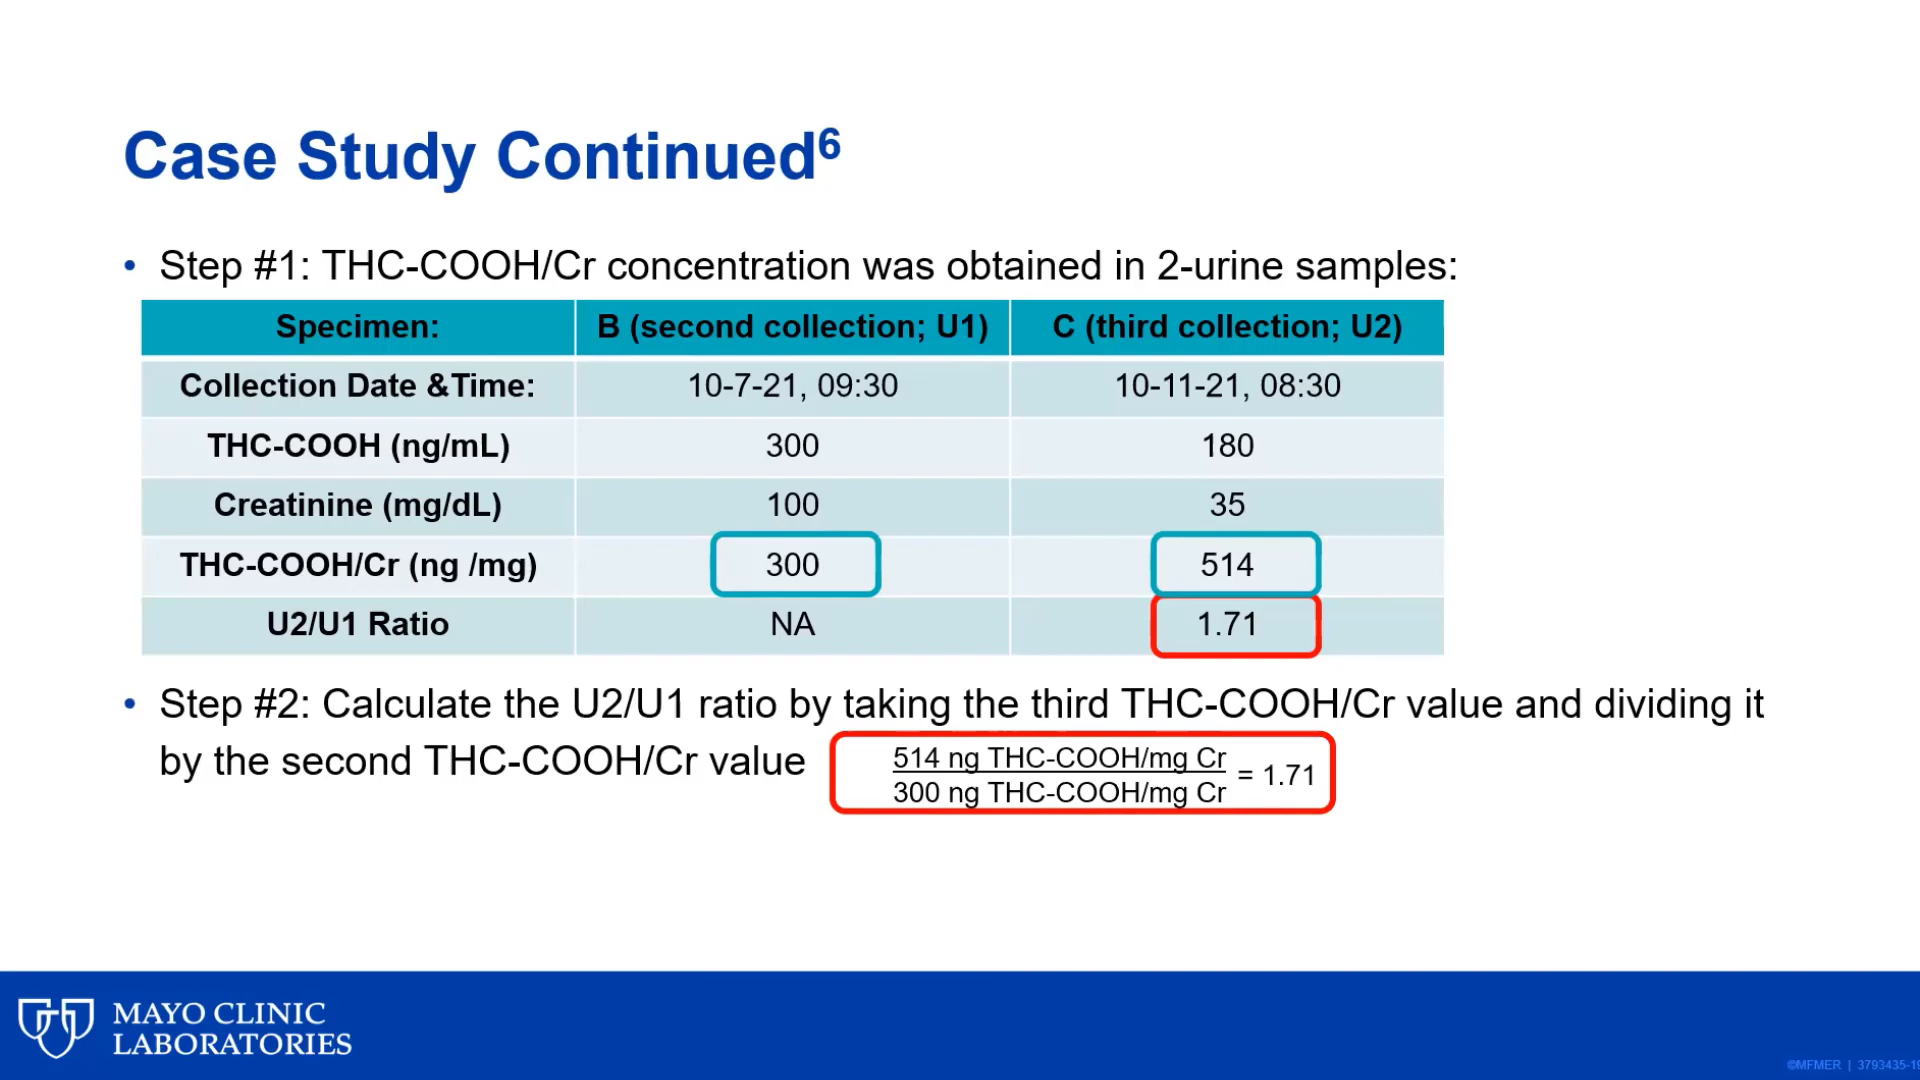 Case Study Continued6
• Step #1: THC-COOH/Cr concentration was obtained in 2-urine samples:
Specimen: B (second collection; U1) C (third collection; U2)
Collection Date &Time: 10-7-21, 09:30 10-11-21, 08:30
THC-COOH (ng/mL) 300 180
Creatinine (mg/dL) 100 35
THC-COOH/Cr (ng /mg) 300 514
U2/U1 Ratio NA 1.71
• Step #2: Calculate the U2/U1 ratio by taking the third THC-COOH/Cr value and dividing it
by the second THC-COOH/Cr value
514 ng THC-COOH/mg Cr
300 ng THC-COOH/mg Cr
= 1.71
MAYO CLINIC
LABORATORIES
©MFMER | 3793435-19